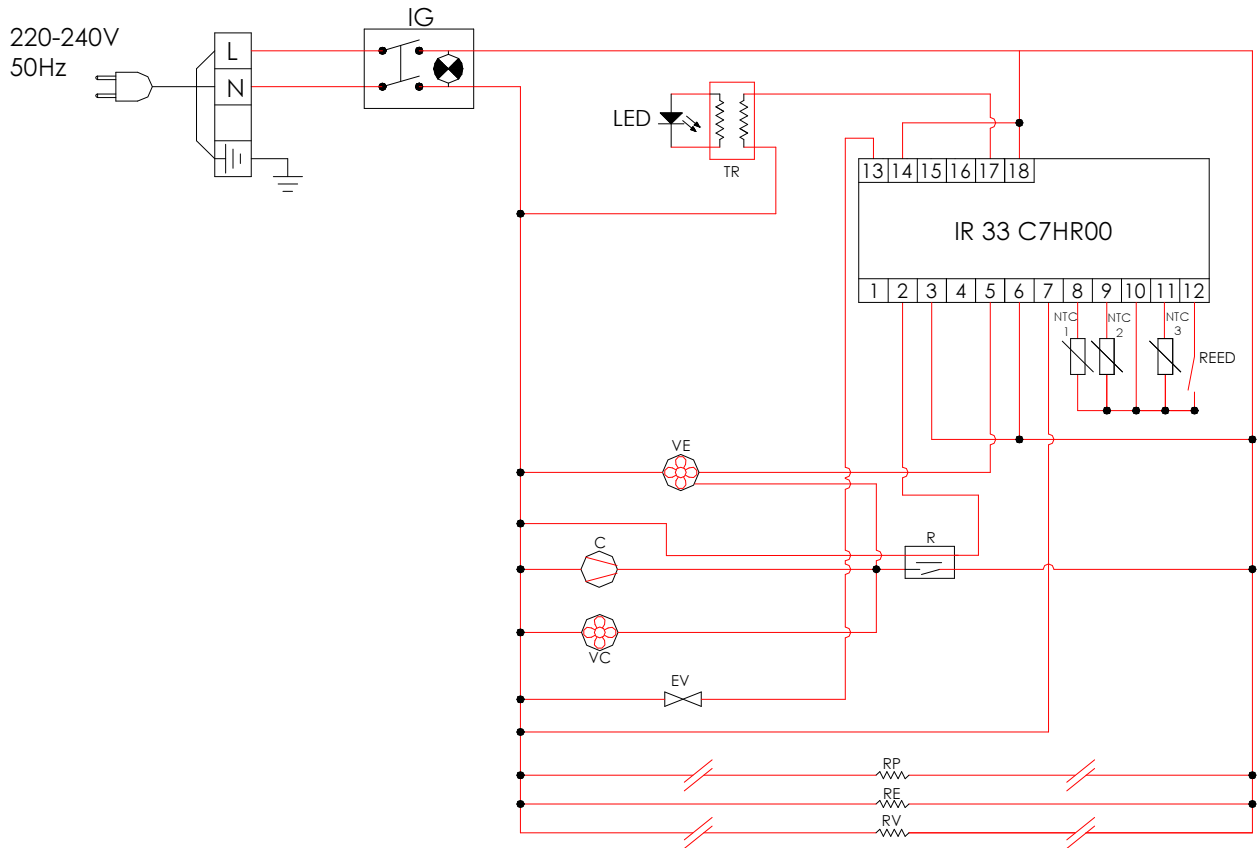 220-240V
50Hz
L
N
IG
LED
TR
13 14 15 16 17 18
IR 33 C7HR00
1 2 3 4 5 6 7 8 9 10 11 12
NTC
1
NTC
2
NTC
3
REED
VE
C
R
VC
EV
RP
RE
RV